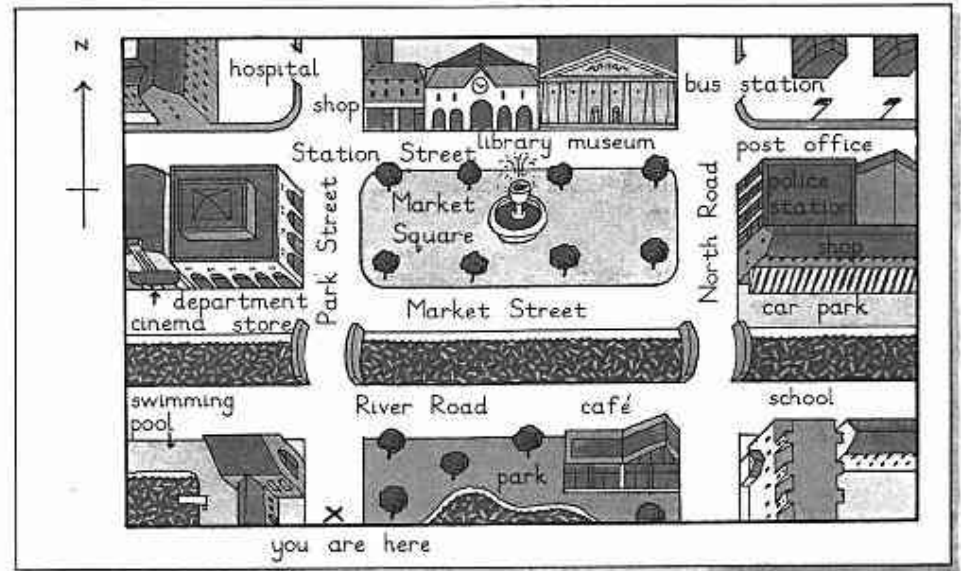 N
hospital
shop
bus station
library museum
post office
Station Street
Park Street
Market
Square
North Road
police
station
shop
department
cinema store
Market Street
car park
swimming
pool
River Road
café
school
park
X
you are here